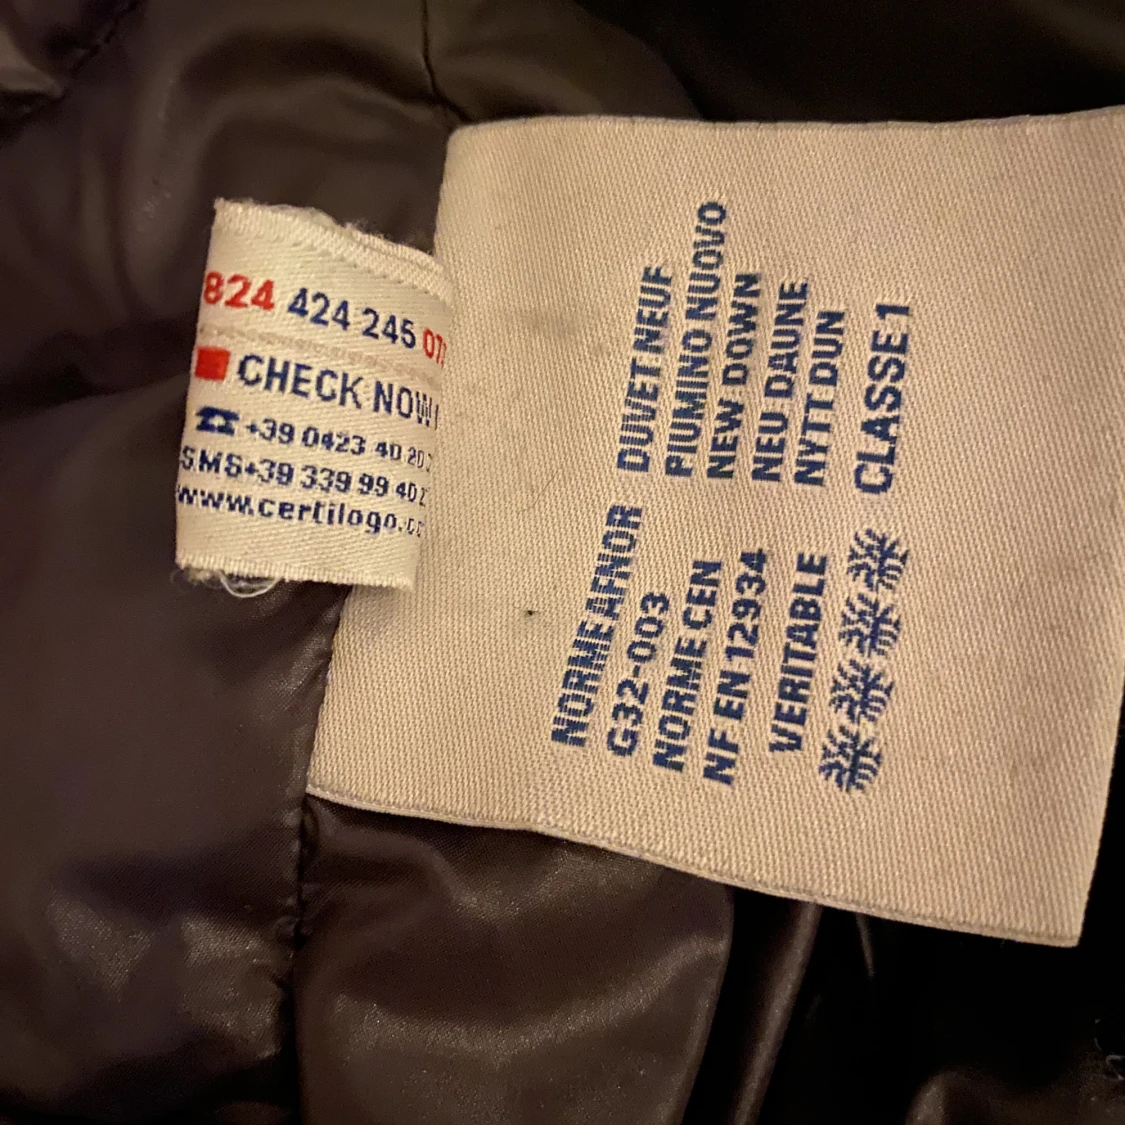 824 424 245 07
CHECK NOW!
+39 0423 40 20
SMS+39 339 99 40
www.certilogo.
NORME AFNOR
G32-003
NORME CEN
NF EN 12934
VERITABLE
DUVET NEUF
PIUMINO NUOVO
NEW DOWN
NEU DAUNE
NYTT DUN
CLASSE 1